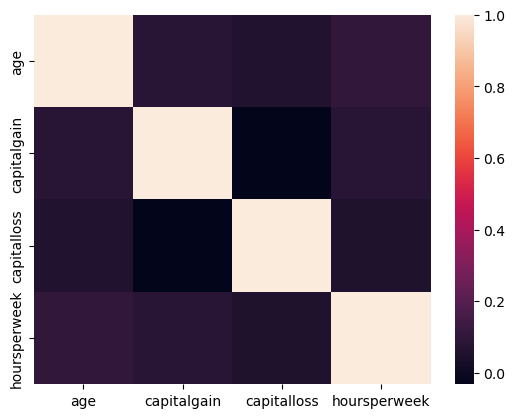 age
capitalgain
capitalloss
hoursperweek
age
capitalgain
capitalloss
hoursperweek
1.0
0.8
0.6
0.4
0.2
0.0